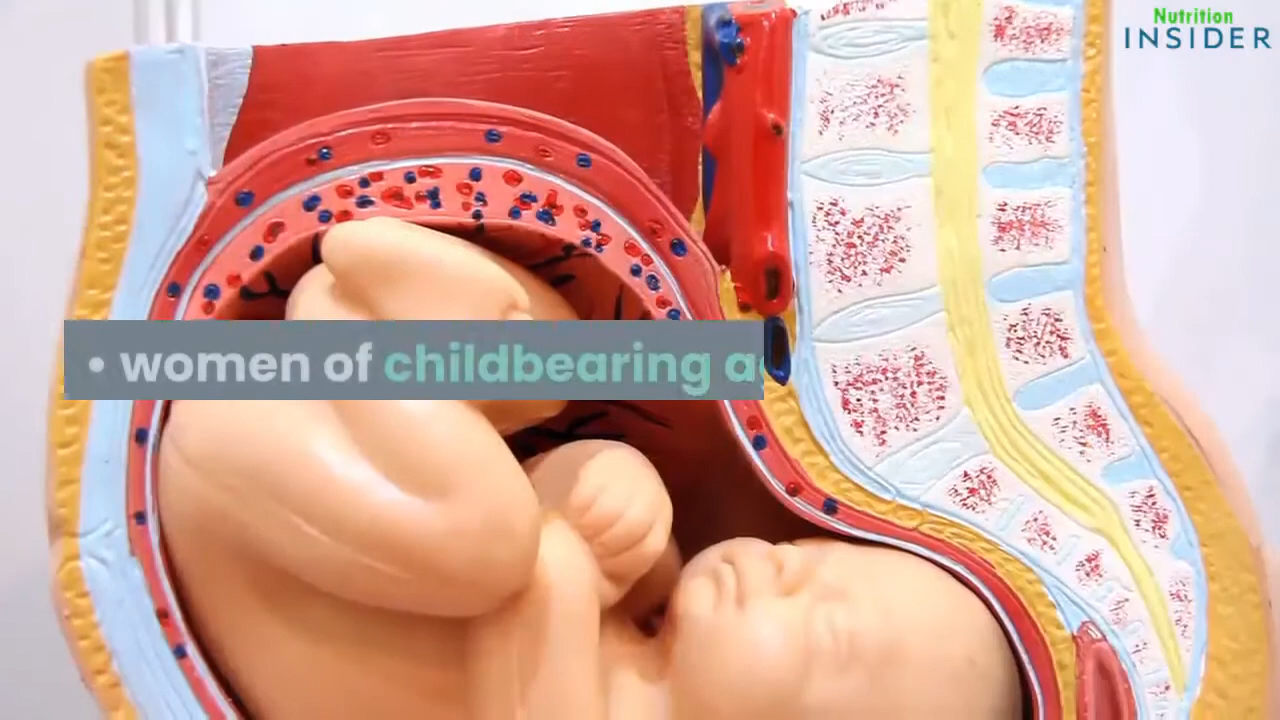 Nutrition
INSIDER
• women of childbearing